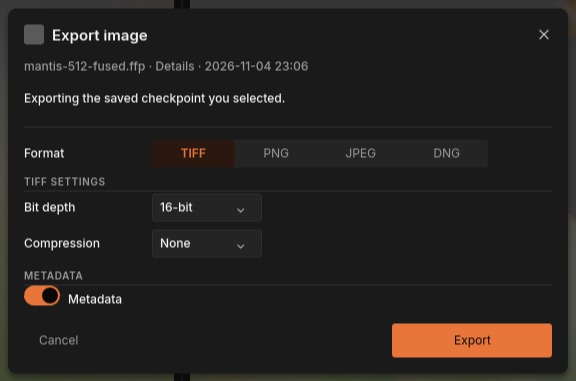 Export image
mantis-512-fused.ffp · Details · 2026-11-04 23:06
Exporting the saved checkpoint you selected.
Format TIFF PNG JPEG DNG
TIFF SETTINGS
Bit depth 16-bit
Compression None
METADATA
Metadata
Cancel Export